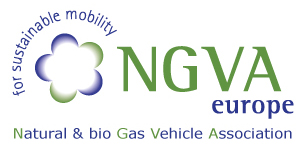 for sustainable mobility
NGVA
europe
Natural & bio Gas Vehicle Association